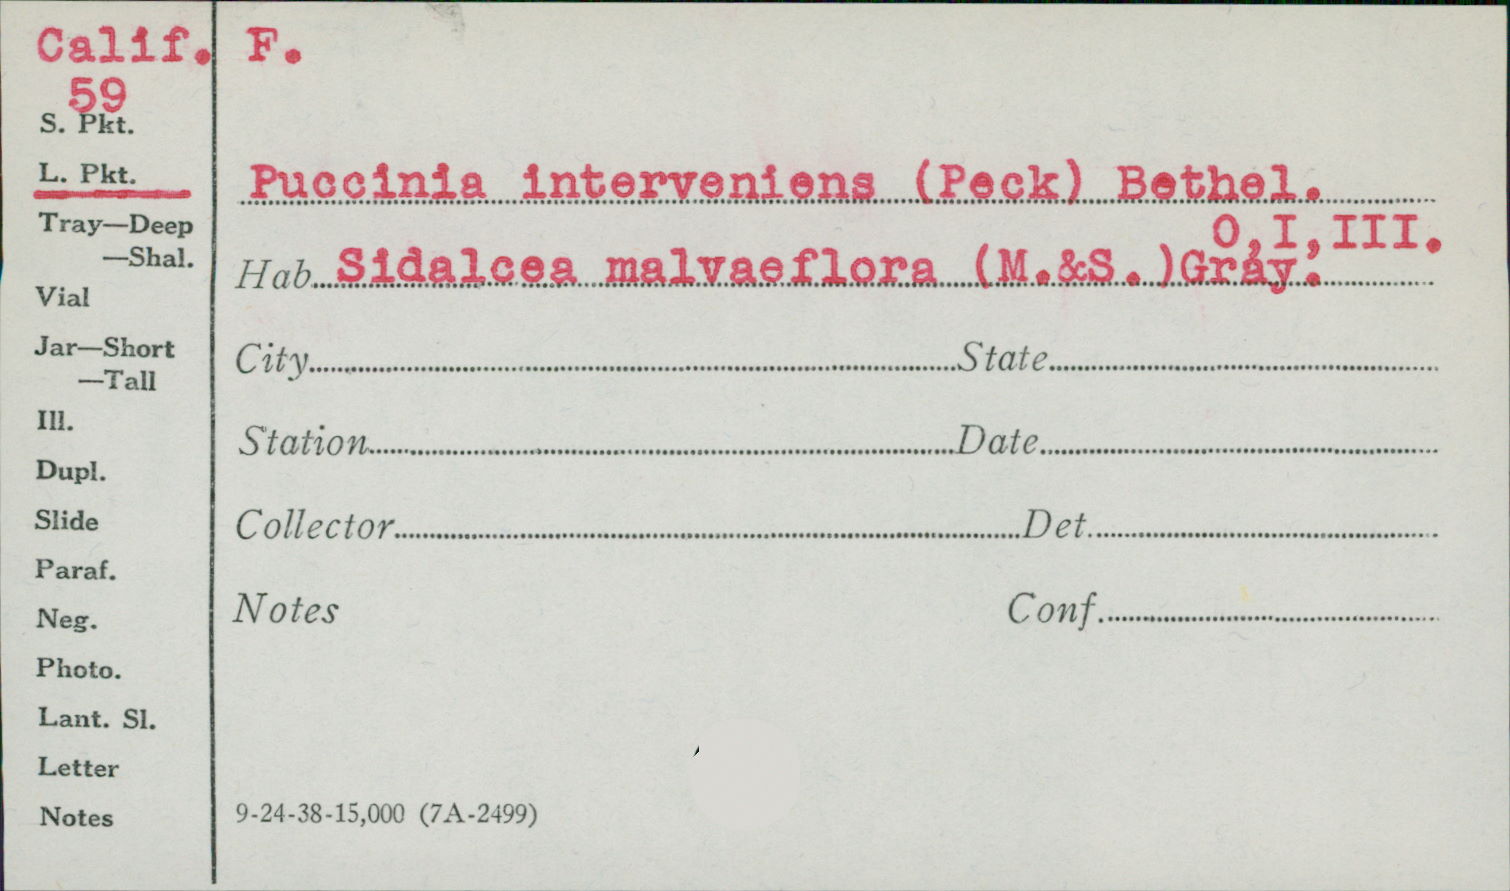 Calif. F.
59
S. Pkt.
L. Pkt.
Puccinia interveniens (Peck) Bethel.
Tray—Deep
O,I,III.
—Shal.
Hab. Sidalcea malvaeflora (M.&S.)Gray.
Vial
Jar—Short
City State
—Tall
Ill.
Station Date
Dupl.
Slide
Collector Det.
Paraf.
Neg.
Notes Conf.
Photo.
Lant. Sl.
Letter
Notes
9-24-38-15,000 (7A-2499)